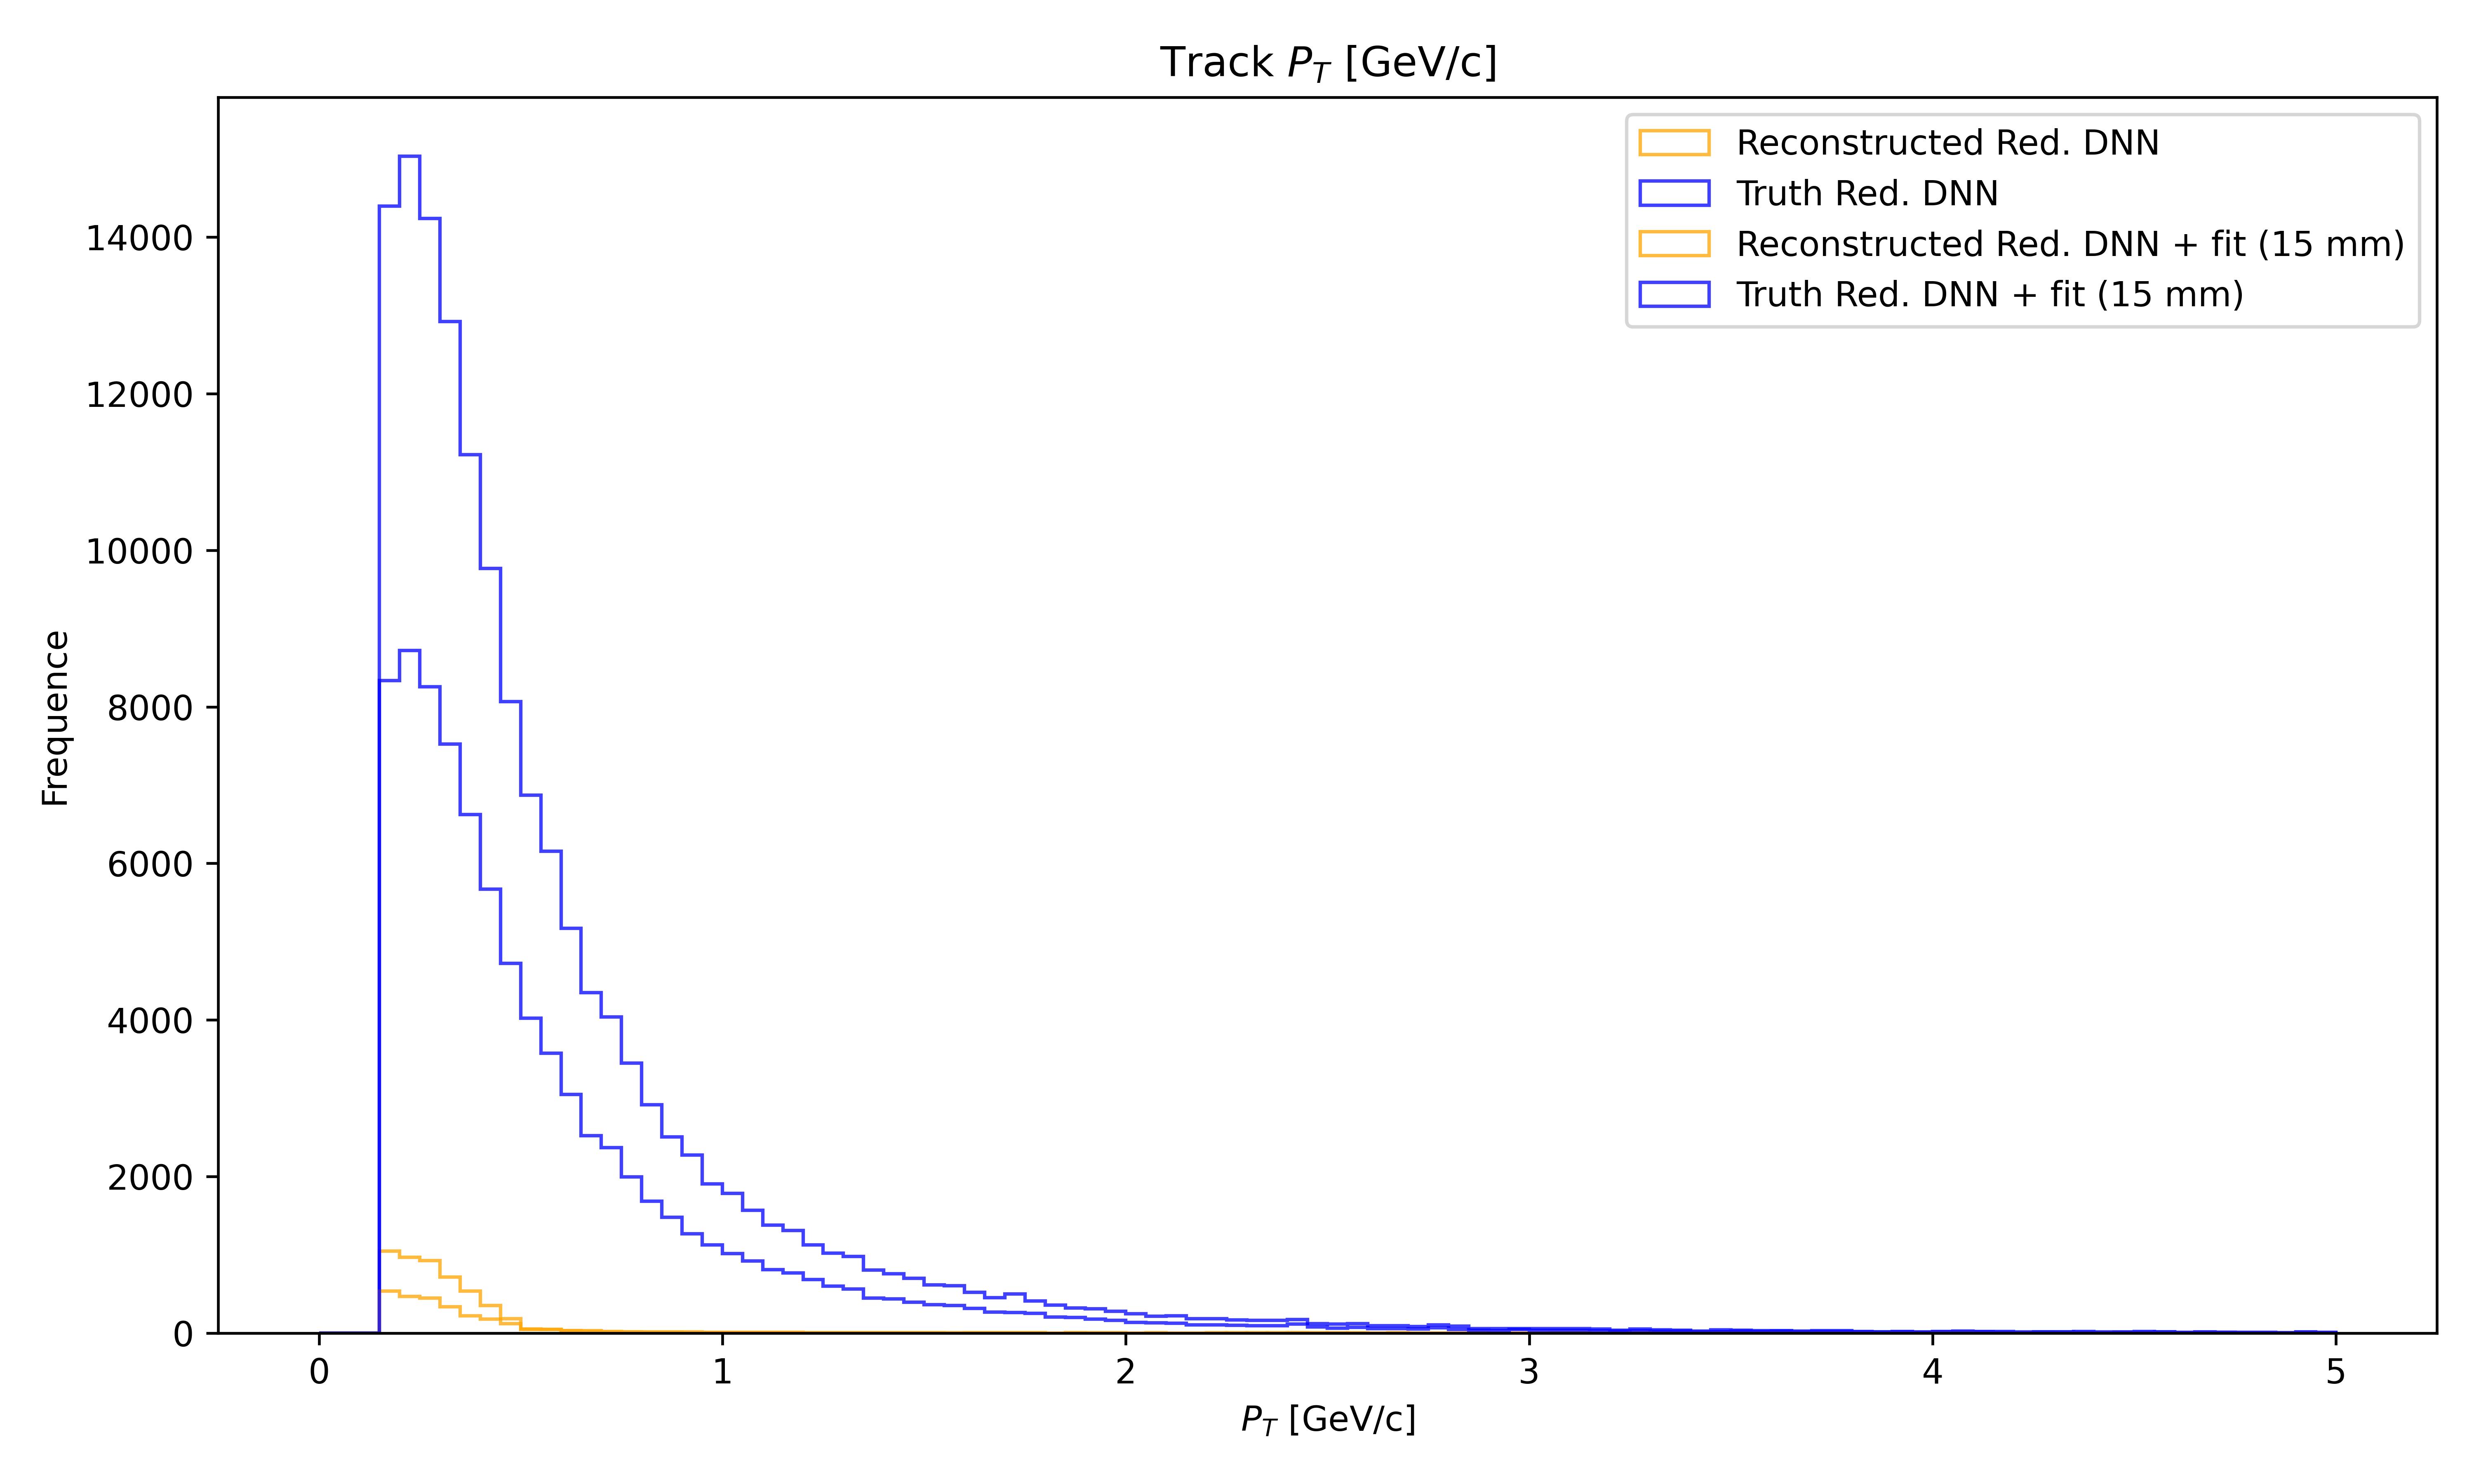 Track P_T [GeV/c]
Reconstructed Red. DNN
Truth Red. DNN
Reconstructed Red. DNN + fit (15 mm)
Truth Red. DNN + fit (15 mm)
14000
12000
10000
8000
6000
4000
2000
0
Frequence
0 1 2 3 4 5
P_T [GeV/c]